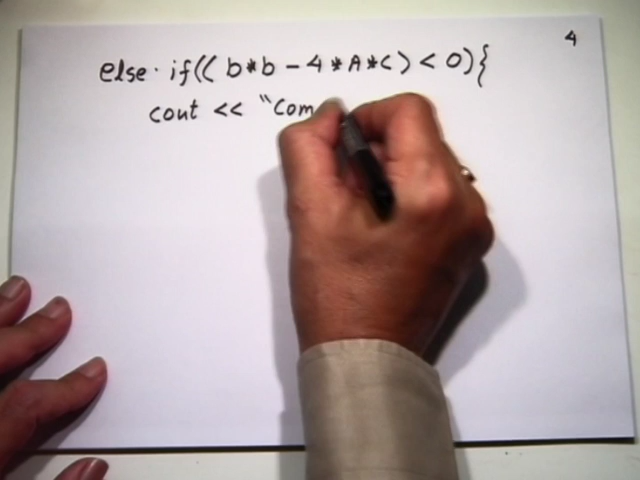 4
else if(( b*b - 4*A*C) < 0){
cout << "Com